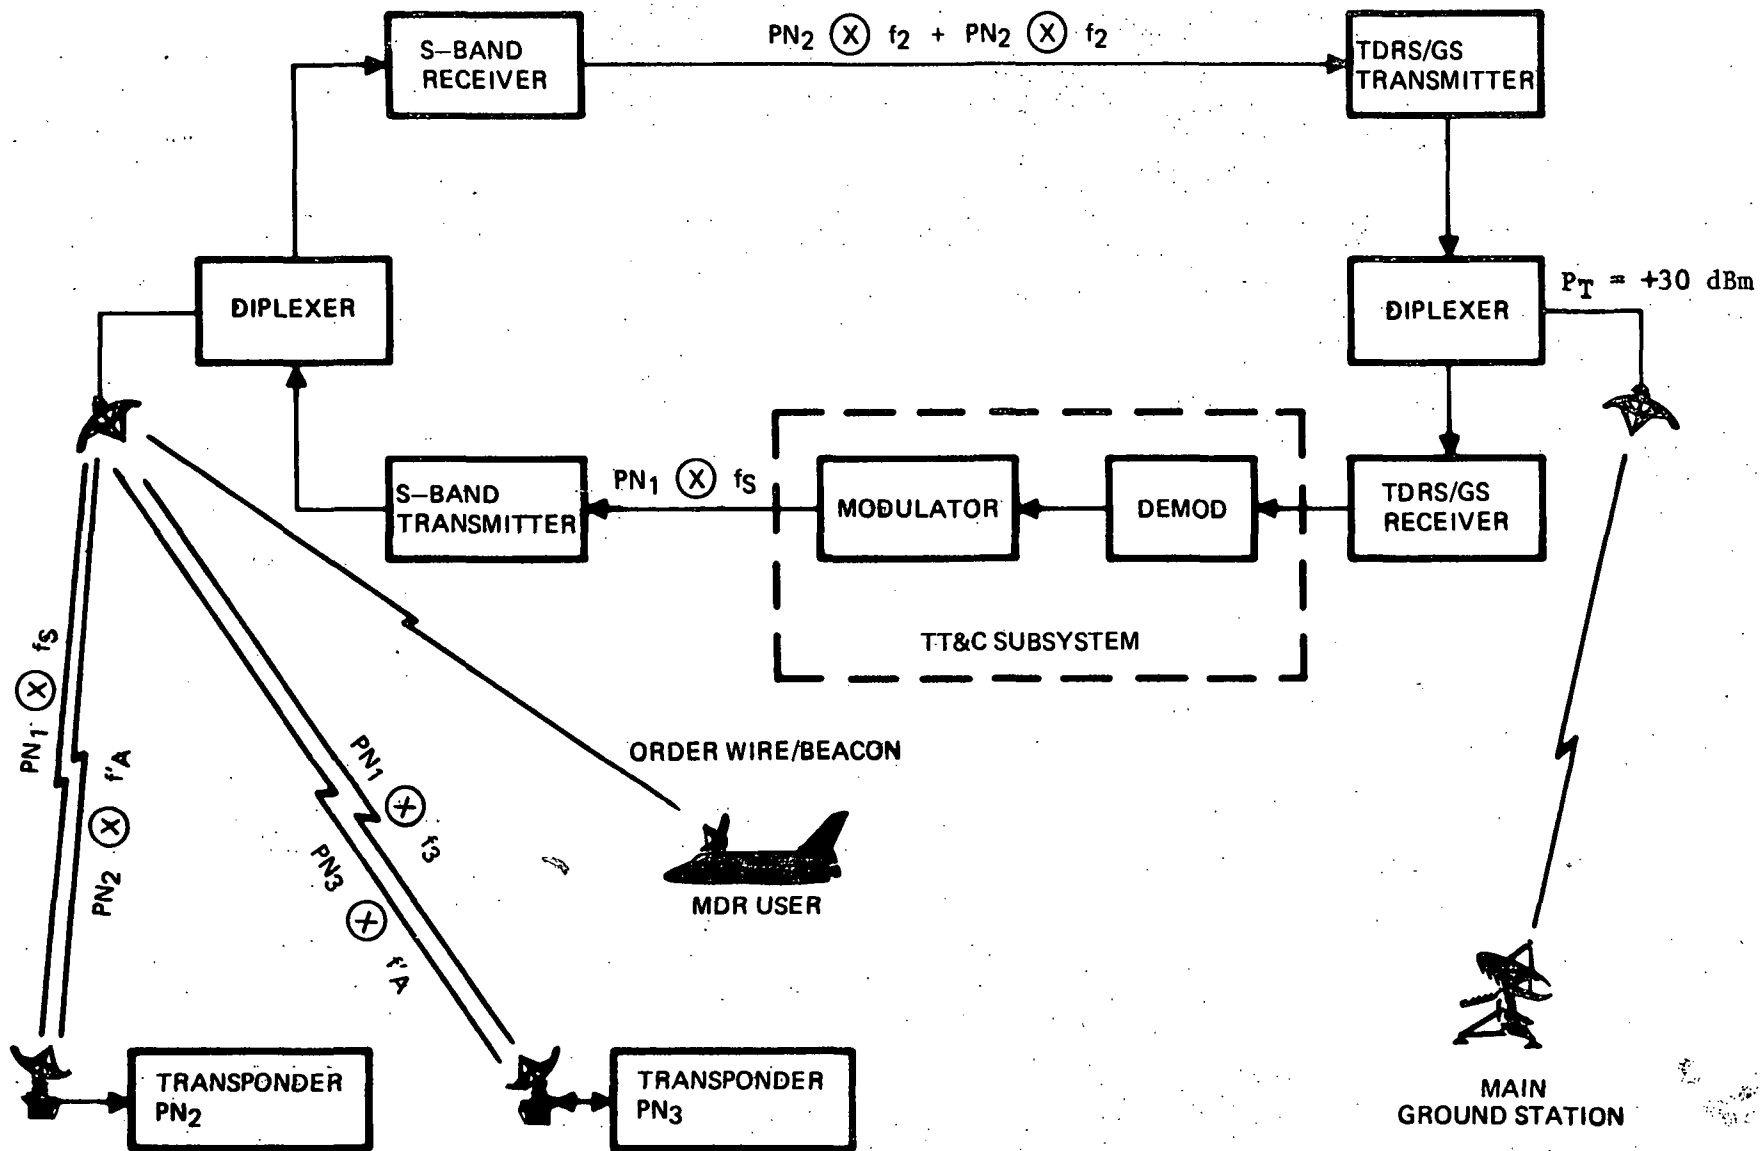 PN₂ Ⓧ f₂ + PN₂ Ⓧ f₂
S–BAND
RECEIVER
TDRS/GS
TRANSMITTER
DIPLEXER
DIPLEXER
P_T = +30 dBm
S–BAND
TRANSMITTER
PN₁ Ⓧ fS
MODULATOR
DEMOD
TDRS/GS
RECEIVER
TT&C SUBSYSTEM
PN₁ Ⓧ fS
PN₂ Ⓧ f'A
PN₁ Ⓧ f₃
PN₃ Ⓧ f'A
ORDER WIRE/BEACON
MDR USER
TRANSPONDER
PN₂
TRANSPONDER
PN₃
MAIN
GROUND STATION